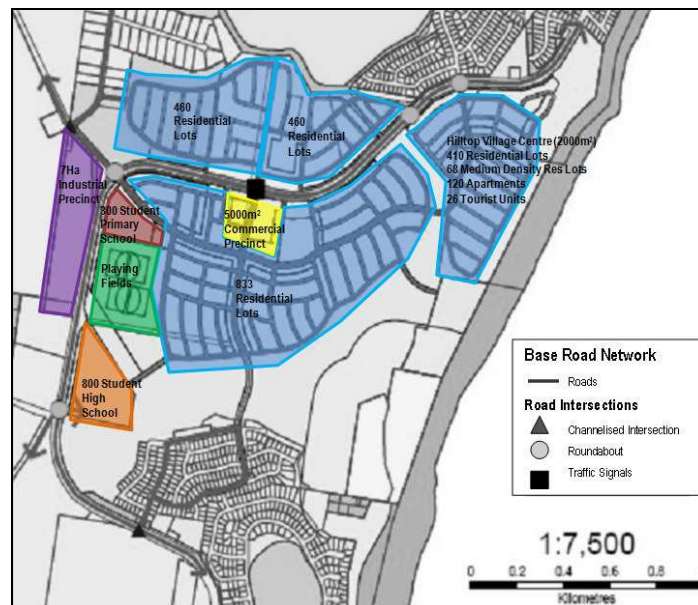 460
Residential
Lots
460
Residential
Lots
Hilltop Village Centre (2000m²)
410 Residential Lots
68 Medium Density Res Lots
120 Apartments
26 Tourist Units
7Ha
Industrial
Precinct
300 Student
Primary
School
5000m²
Commercial
Precinct
Playing
Fields
833
Residential
Lots
800 Student
High
School
Base Road Network
Roads
Road Intersections
Channelised Intersection
Roundabout
Traffic Signals
1:7,500
0 0.2 0.4 0.6 0.8
Kilometres